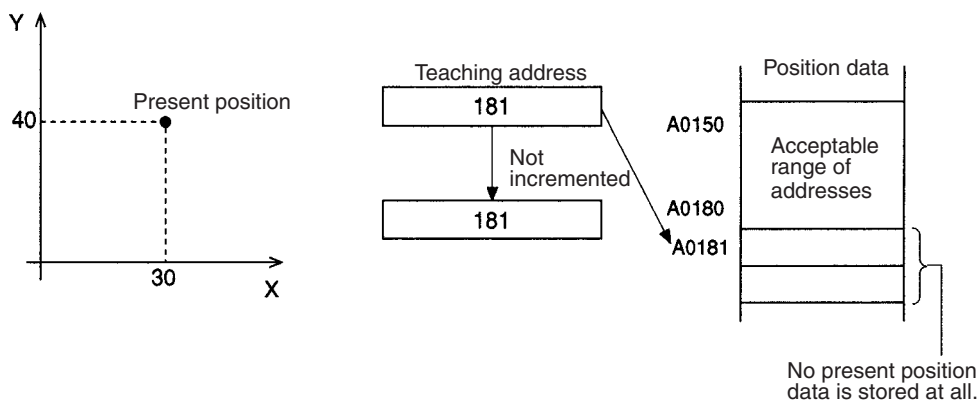 Y
40
Present position
30
X
Teaching address
181
Not
incremented
181
Position data
A0150
Acceptable
range of
addresses
A0180
A0181
No present position
data is stored at all.